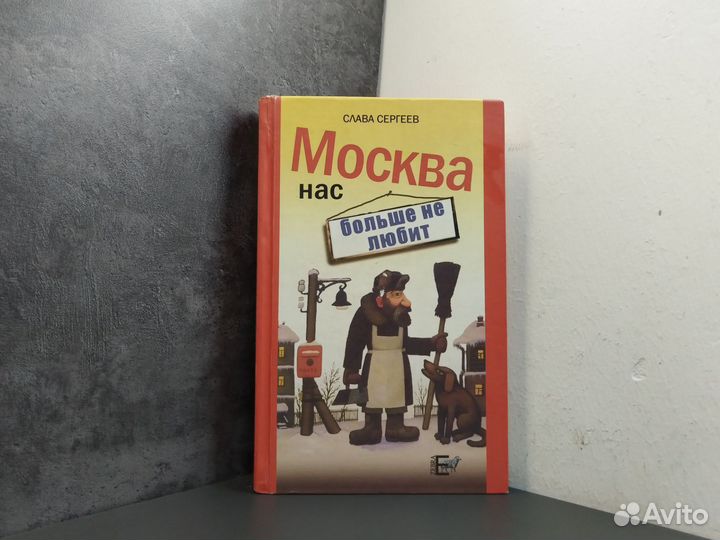 СЛАВА СЕРГЕЕВ
Москва
нас
больше не
любит
Avito